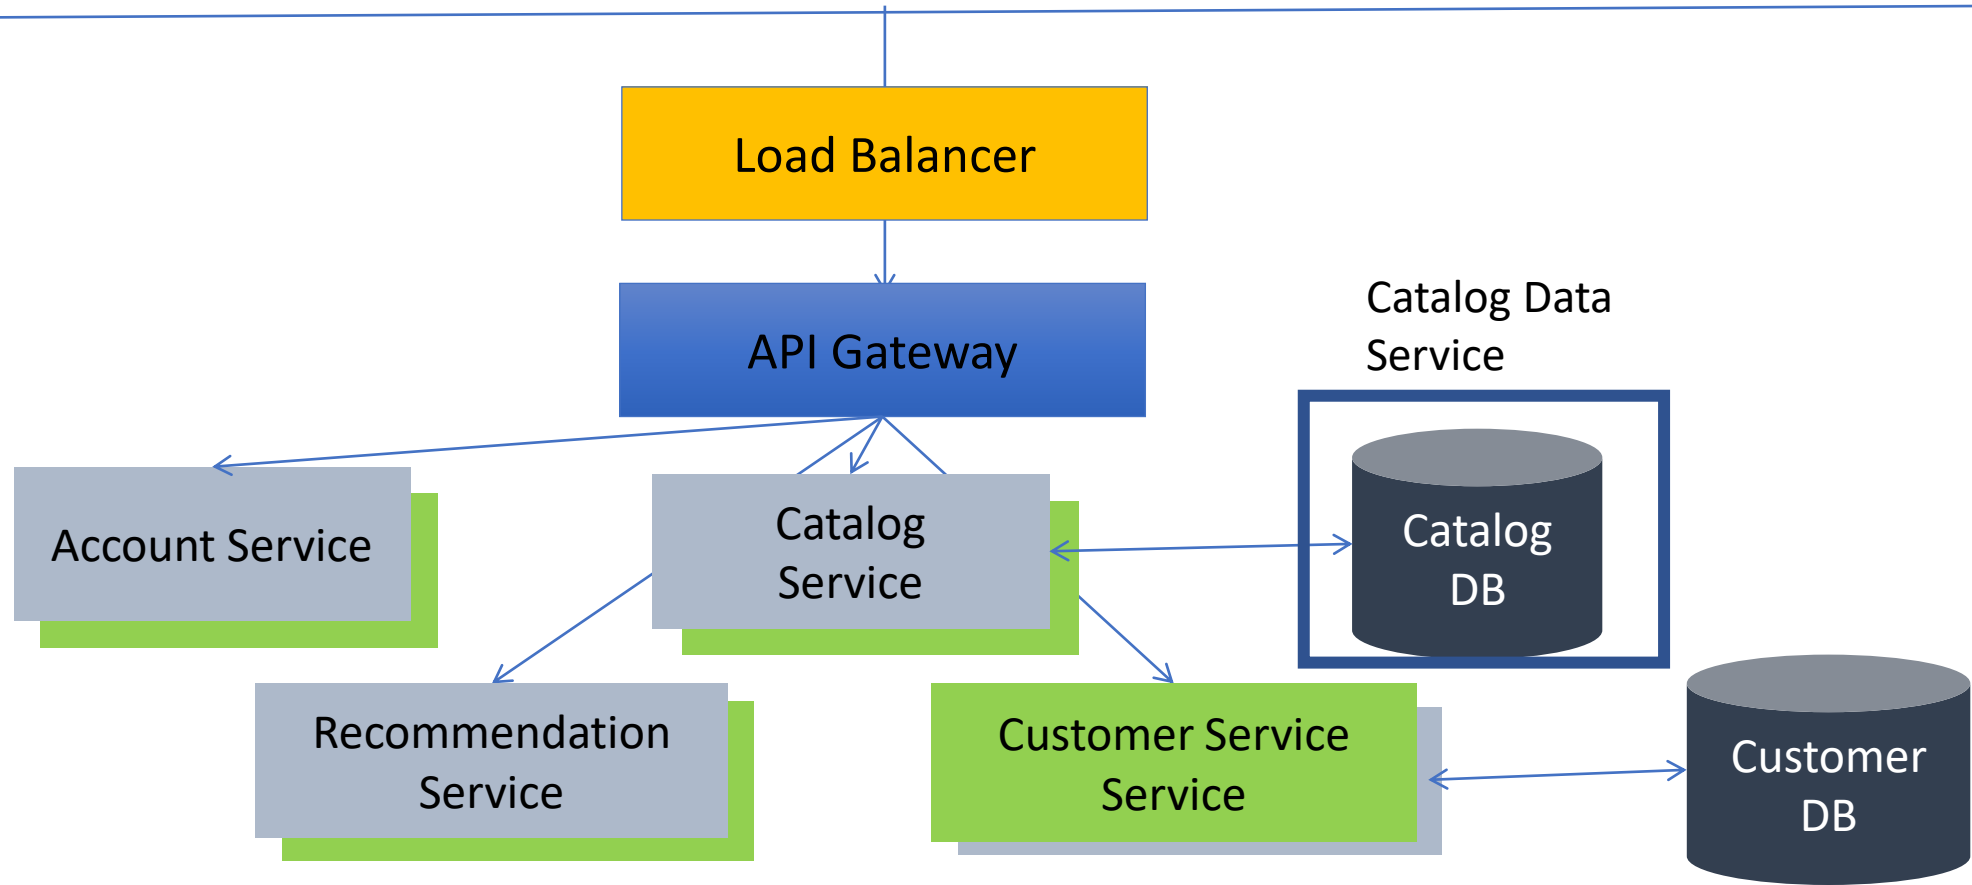 Load Balancer
API Gateway
Catalog Data
Service
Account Service
Catalog
Service
Catalog
DB
Recommendation
Service
Customer Service
Service
Customer
DB